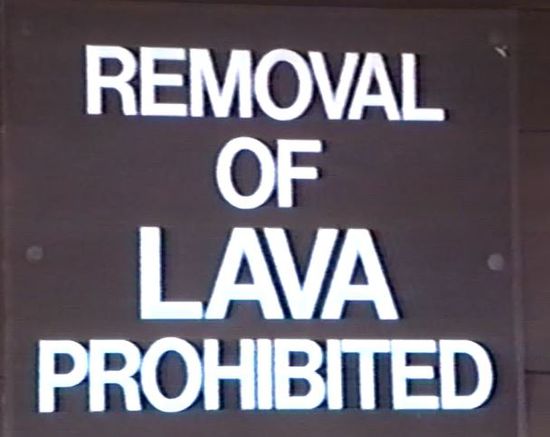 REMOVAL
OF
LAVA
PROHIBITED